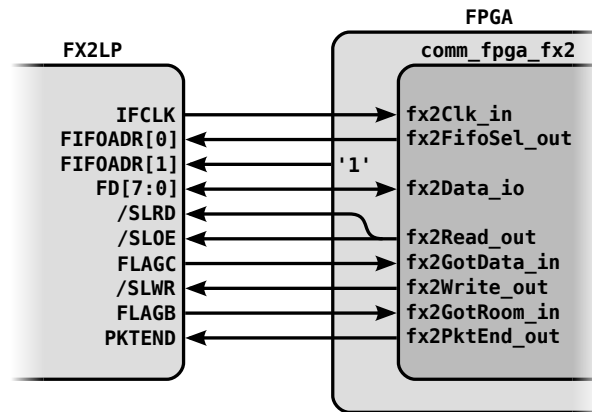 FPGA
FX2LP
comm_fpga_fx2
IFCLK fx2Clk_in
FIFOADR[0] fx2FifoSel_out
FIFOADR[1] '1'
FD[7:0] fx2Data_io
/SLRD
/SLOE fx2Read_out
FLAGC fx2GotData_in
/SLWR fx2Write_out
FLAGB fx2GotRoom_in
PKTEND fx2PktEnd_out